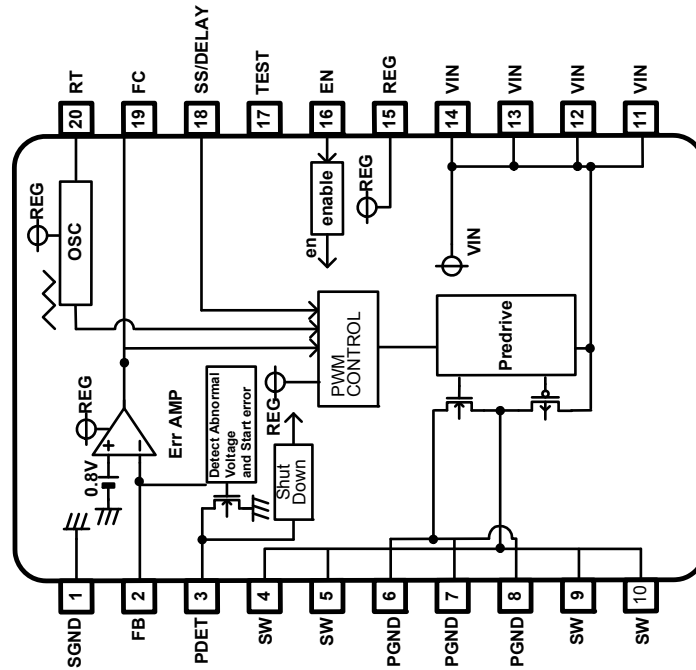 RT
FC
SS/DELAY
TEST
EN
REG
VIN
VIN
VIN
VIN
20
19
18
17
16
15
14
13
12
11
REG
OSC
REG
enable
en
VIN
REG
0.8V
+
−
Err AMP
Detect Abnormal
Voltage
and Start error
REG
Shut
Down
PWM
CONTROL
Predrive
1
2
3
4
5
6
7
8
9
10
SGND
FB
PDET
SW
SW
PGND
PGND
PGND
SW
SW